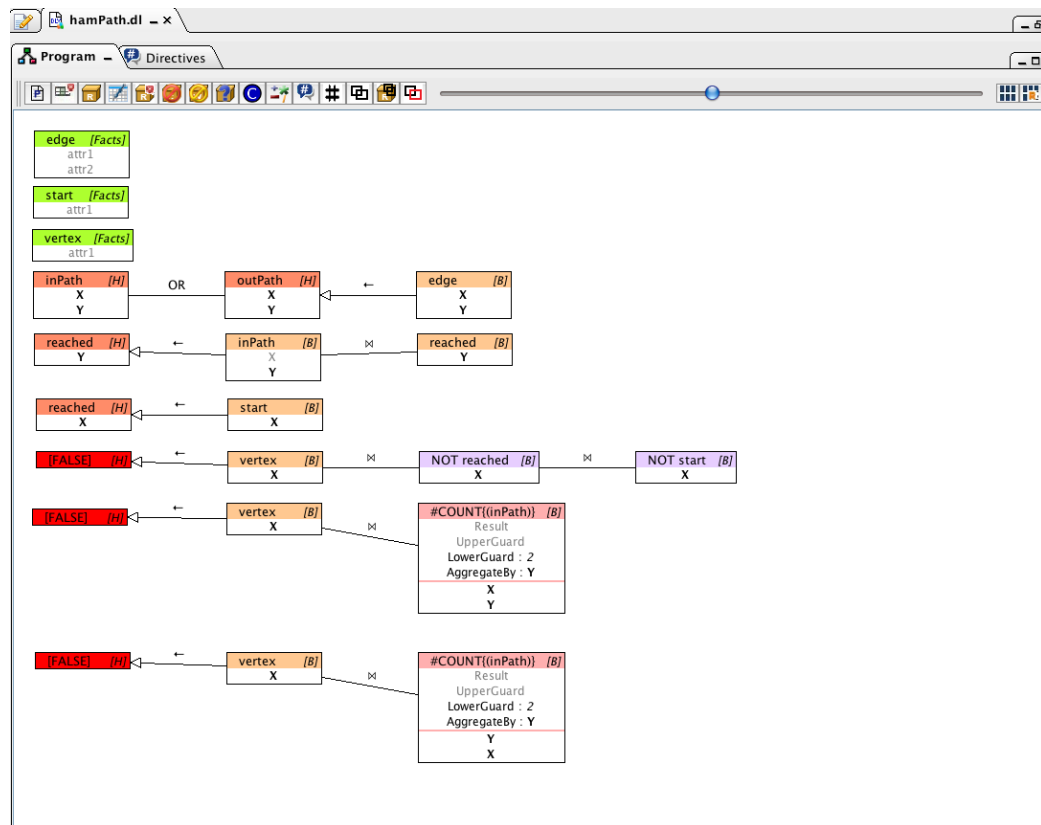 hamPath.dl
Program
Directives
edge [Facts]
attr1
attr2
start [Facts]
attr1
vertex [Facts]
attr1
inPath [H] OR outPath [H] ← edge [B]
X X X
Y Y Y
reached [H] ← inPath [B] ⋈ reached [B]
Y X Y
Y
reached [H] ← start [B]
X X
[FALSE] [H] ← vertex [B] ⋈ NOT reached [B] ⋈ NOT start [B]
X X X
[FALSE] [H] ← vertex [B] ⋈ #COUNT{(inPath)} [B]
X Result
UpperGuard
LowerGuard : 2
AggregateBy : Y
X
Y
[FALSE] [H] ← vertex [B] ⋈ #COUNT{(inPath)} [B]
X Result
UpperGuard
LowerGuard : 2
AggregateBy : Y
Y
X